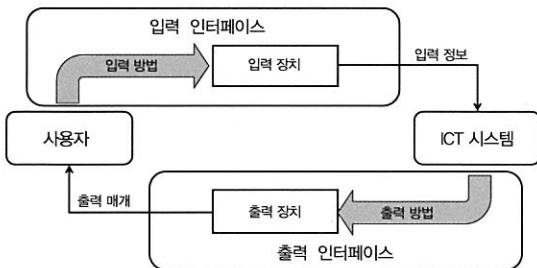 입력 인터페이스
입력 방법
입력 장치
입력 정보
사용자
ICT 시스템
출력 매개
출력 장치
출력 방법
출력 인터페이스